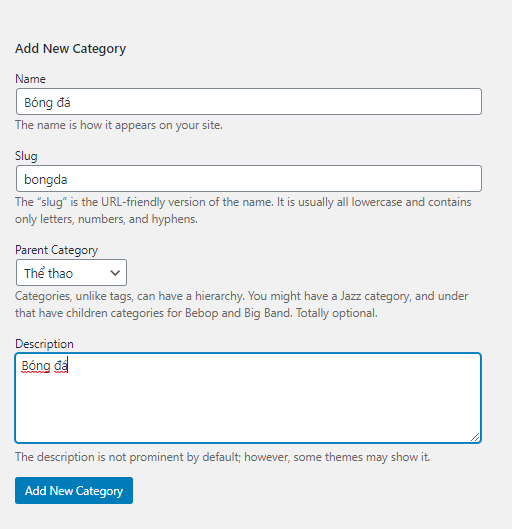 Add New Category
Name
Bóng đá
The name is how it appears on your site.
Slug
bongda
The “slug” is the URL-friendly version of the name. It is usually all lowercase and contains
only letters, numbers, and hyphens.
Parent Category
Thể thao
Categories, unlike tags, can have a hierarchy. You might have a Jazz category, and under
that have children categories for Bebop and Big Band. Totally optional.
Description
Bóng đá
The description is not prominent by default; however, some themes may show it.
Add New Category